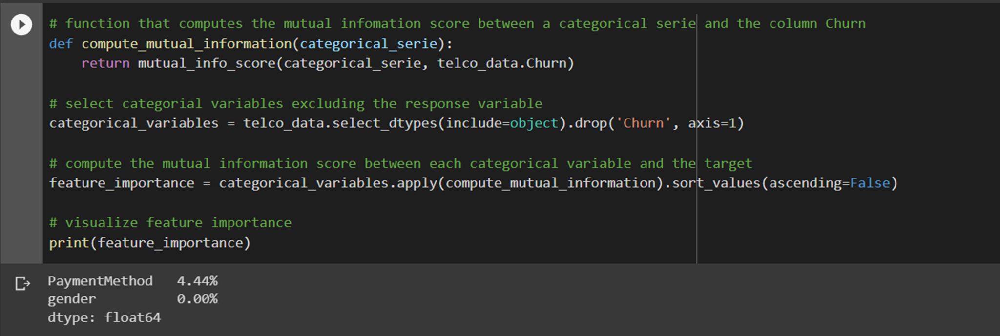 # function that computes the mutual infomation score between a categorical serie and the column Churn
def compute_mutual_information(categorical_serie):
    return mutual_info_score(categorical_serie, telco_data.Churn)
# select categorial variables excluding the response variable
categorical_variables = telco_data.select_dtypes(include=object).drop('Churn', axis=1)
# compute the mutual information score between each categorical variable and the target
feature_importance = categorical_variables.apply(compute_mutual_information).sort_values(ascending=False)
# visualize feature importance
print(feature_importance)
PaymentMethod   4.44%
gender          0.00%
dtype: float64